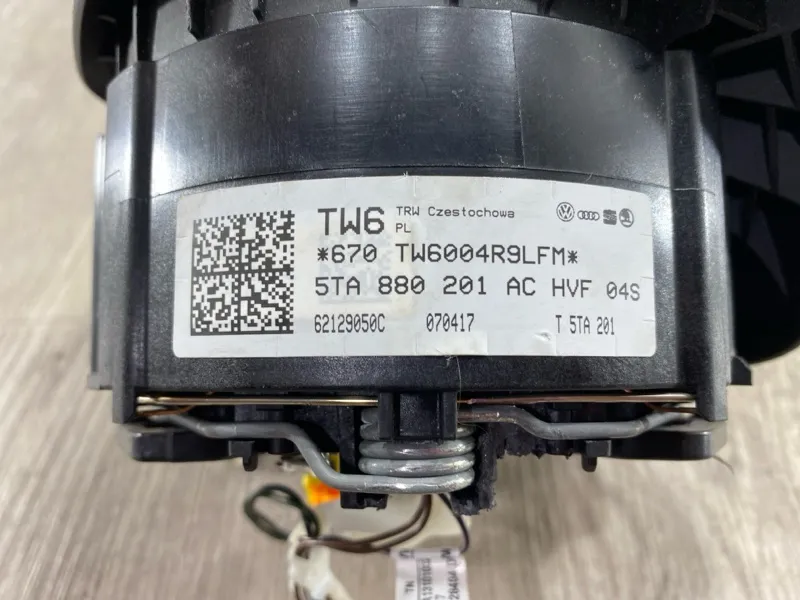 TW6 TRW Czestochowa
PL
*670 TW6004R9LFM*
5TA 880 201 AC HVF 04S
62129050C 070417 T 5TA 201